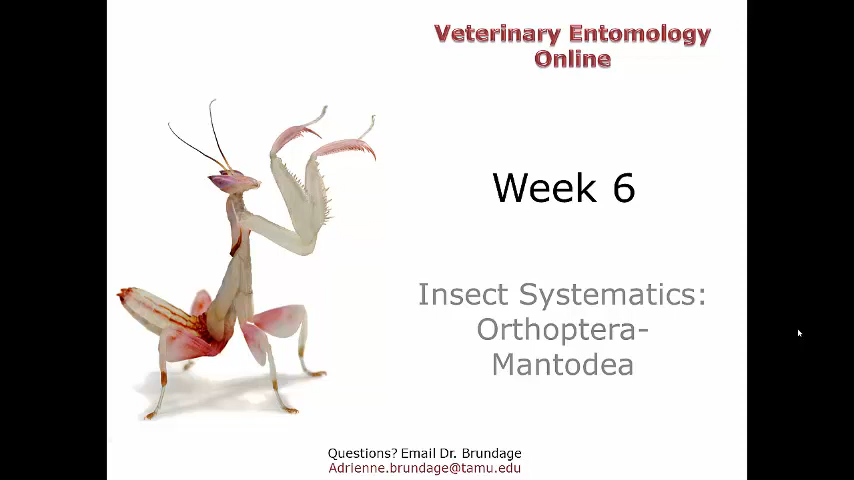 Veterinary Entomology
Online
Week 6
Insect Systematics:
Orthoptera-
Mantodea
Questions? Email Dr. Brundage
Adrienne.brundage@tamu.edu